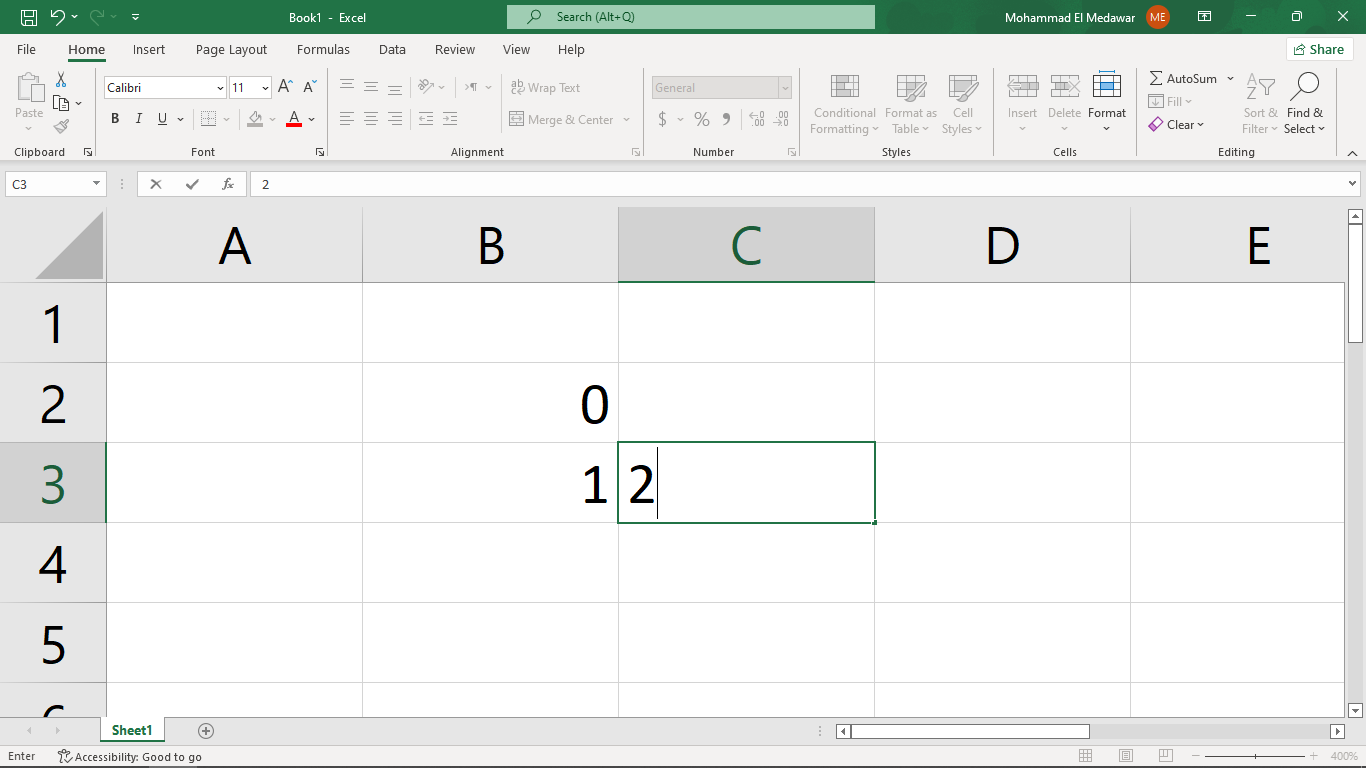 Book1 - Excel
Search (Alt+Q)
Mohammad El Medawar
ME
File Home Insert Page Layout Formulas Data Review View Help
Share
Paste
Clipboard
Calibri 11 A A
B I U A
Font
ab Wrap Text
Merge & Center
Alignment
General
$ % 9 .00
Number
Conditional Formatting
Format as Table
Cell Styles
Styles
Insert Delete Format
Cells
AutoSum
Fill
Clear
Sort & Filter
Find & Select
Editing
C3 fx 2
A B C D E
1
2 0
3 1 2
4
5
6
Sheet1
Enter
Accessibility: Good to go
400%